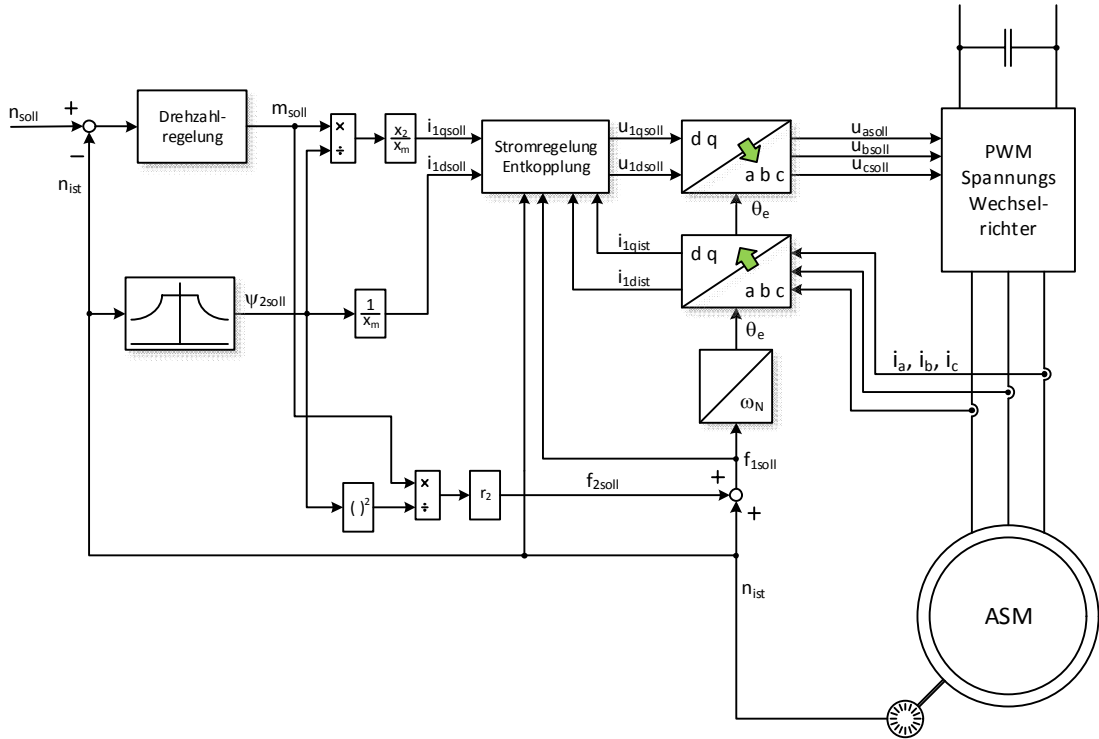 n_soll
+
−
n_ist
Drehzahl-
regelung
m_soll
×
÷
x_2
x_m
i_1qsoll
i_1dsoll
Stromregelung
Entkopplung
u_1qsoll
u_1dsoll
d q
a b c
u_asoll
u_bsoll
u_csoll
PWM
Spannungs
Wechsel-
richter
θ_e
i_1qist
i_1dist
d q
a b c
ψ_2soll
1
x_m
θ_e
i_a, i_b, i_c
ω_N
f_1soll
×
÷
( )²
r_2
f_2soll
+
+
n_ist
ASM